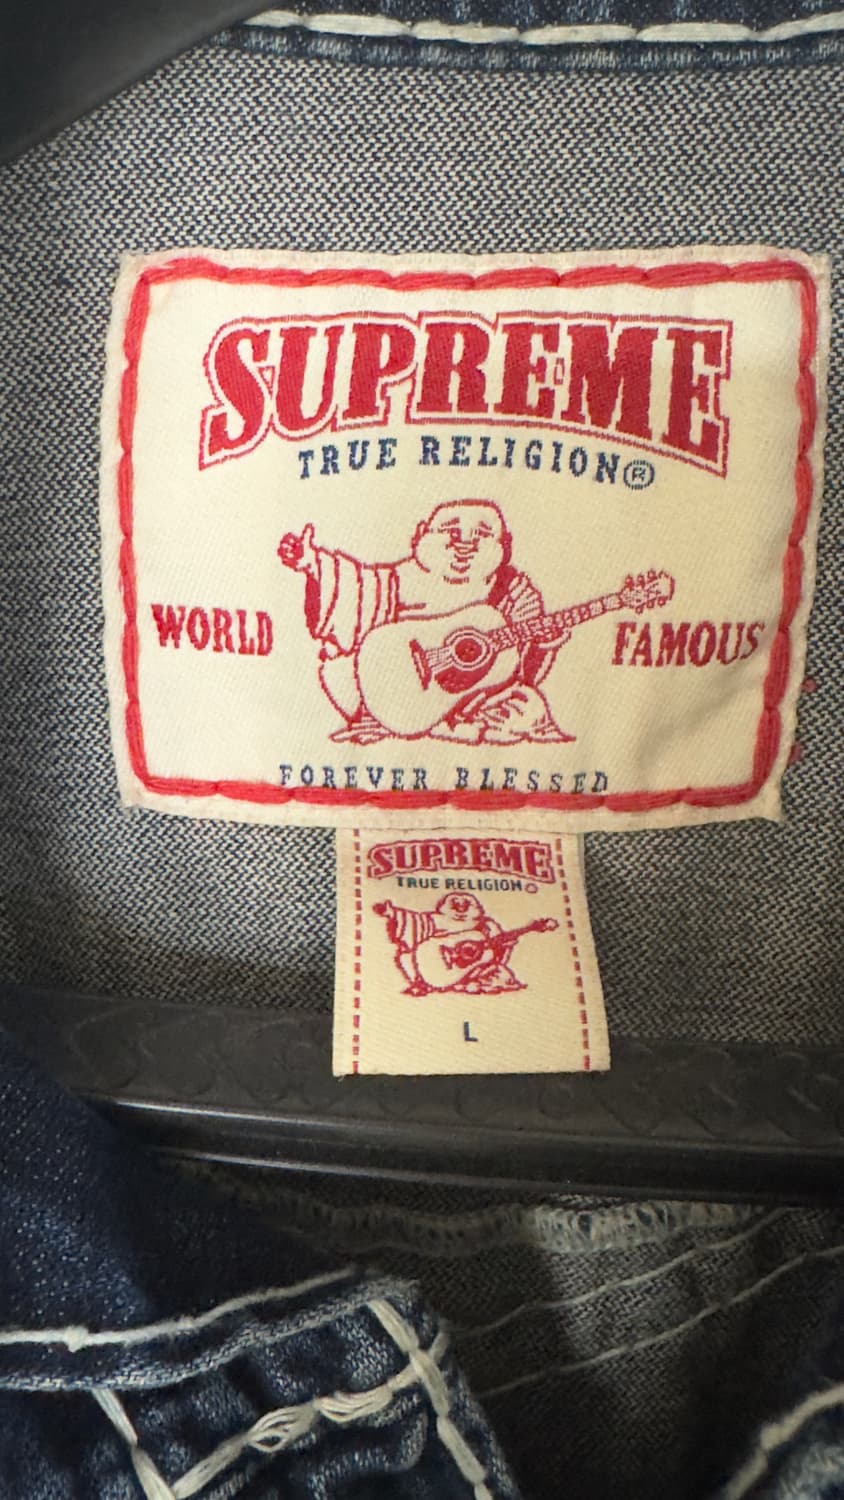 SUPREME
TRUE RELIGION®
WORLD FAMOUS
FOREVER BLESSED
SUPREME
TRUE RELIGION
L